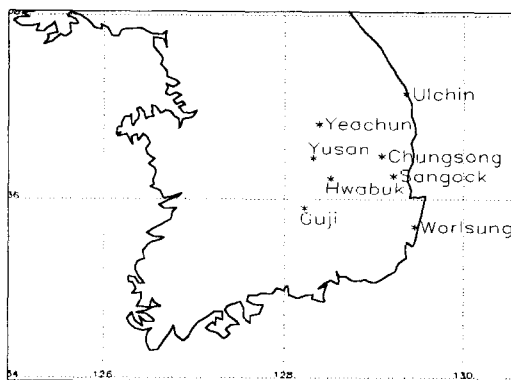 Ulchin
Yeachun
Yusan
Chungsong
Sangock
Hwabuk
36
Guji
Worlsung
34
126.
128.
130.